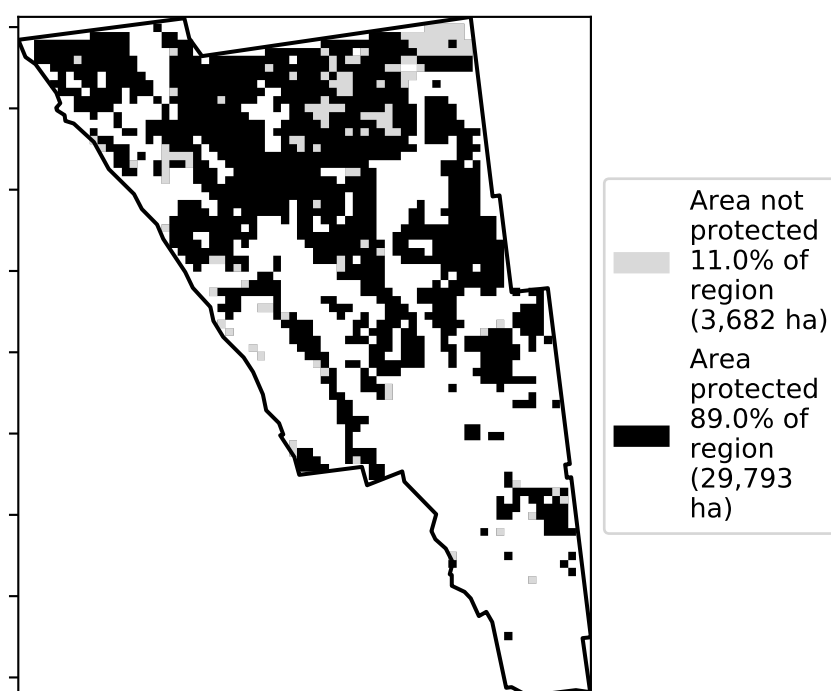 Area not
protected
11.0% of
region
(3,682 ha)
Area
protected
89.0% of
region
(29,793
ha)